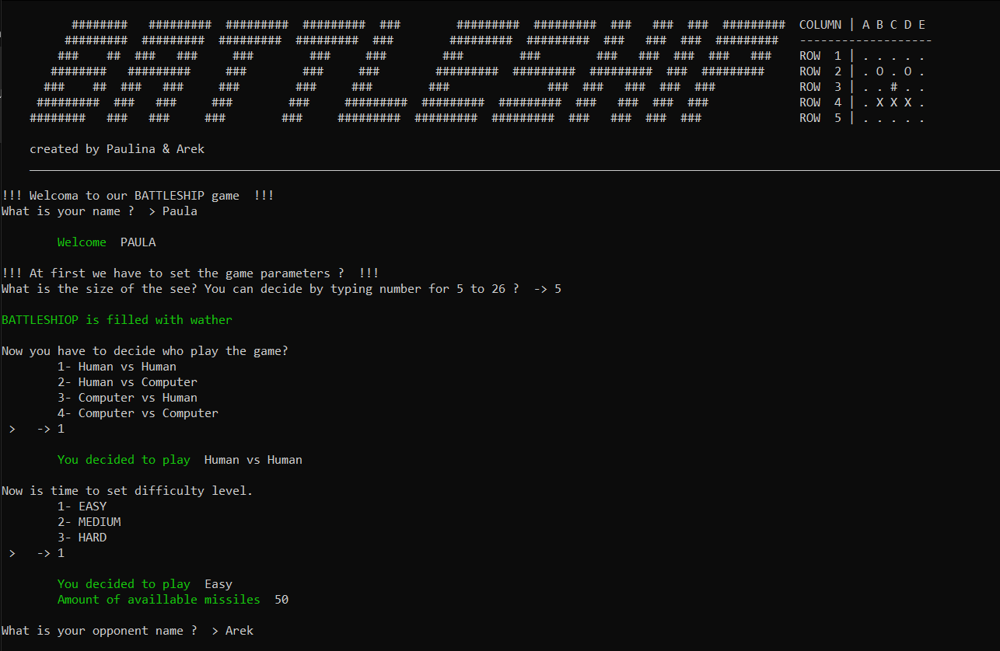 BATTLE SHIP
COLUMN | A B C D E
-------------------
ROW  1 | . . . . .
ROW  2 | . O . O .
ROW  3 | . . # . .
ROW  4 | . X X X .
ROW  5 | . . . . .
created by Paulina & Arek
!!! Welcoma to our BATTLESHIP game  !!!
What is your name ?  > Paula
Welcome  PAULA
!!! At first we have to set the game parameters ?  !!!
What is the size of the see? You can decide by typing number for 5 to 26 ?  -> 5
BATTLESHIOP is filled with wather
Now you have to decide who play the game?
1- Human vs Human
2- Human vs Computer
3- Computer vs Human
4- Computer vs Computer
>   -> 1
You decided to play  Human vs Human
Now is time to set difficulty level.
1- EASY
2- MEDIUM
3- HARD
>   -> 1
You decided to play  Easy
Amount of availlable missiles  50
What is your opponent name ?  > Arek